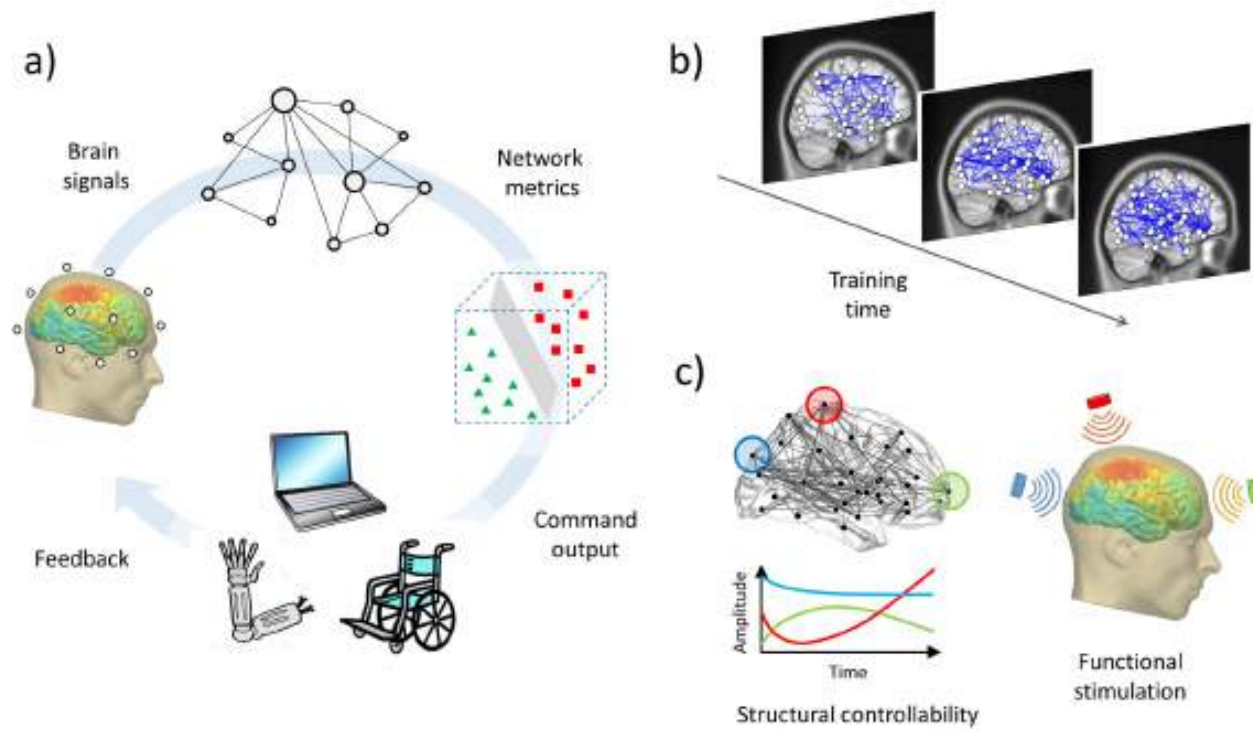 a)
Brain
signals
Network
metrics
Command
output
Feedback
b)
Training
time
c)
Amplitude
Time
Structural controllability
Functional
stimulation